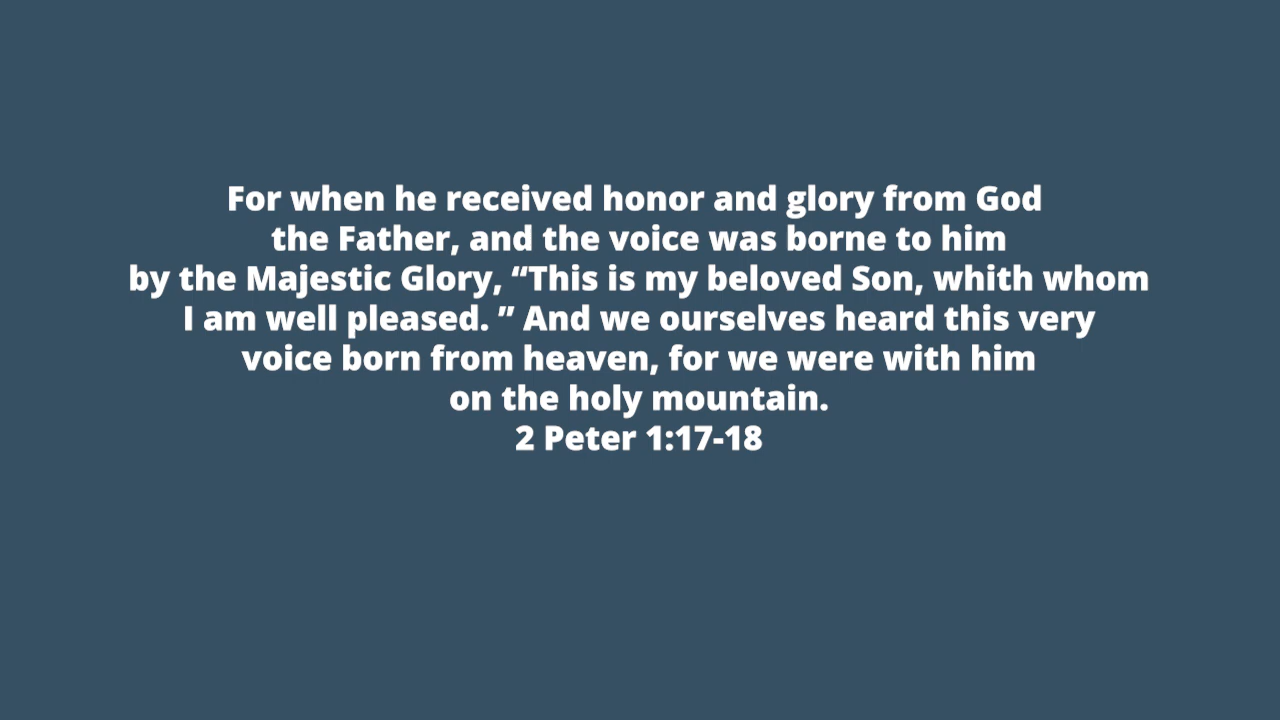 For when he received honor and glory from God
the Father, and the voice was borne to him
by the Majestic Glory, “This is my beloved Son, whith whom
I am well pleased. ” And we ourselves heard this very
voice born from heaven, for we were with him
on the holy mountain.
2 Peter 1:17-18